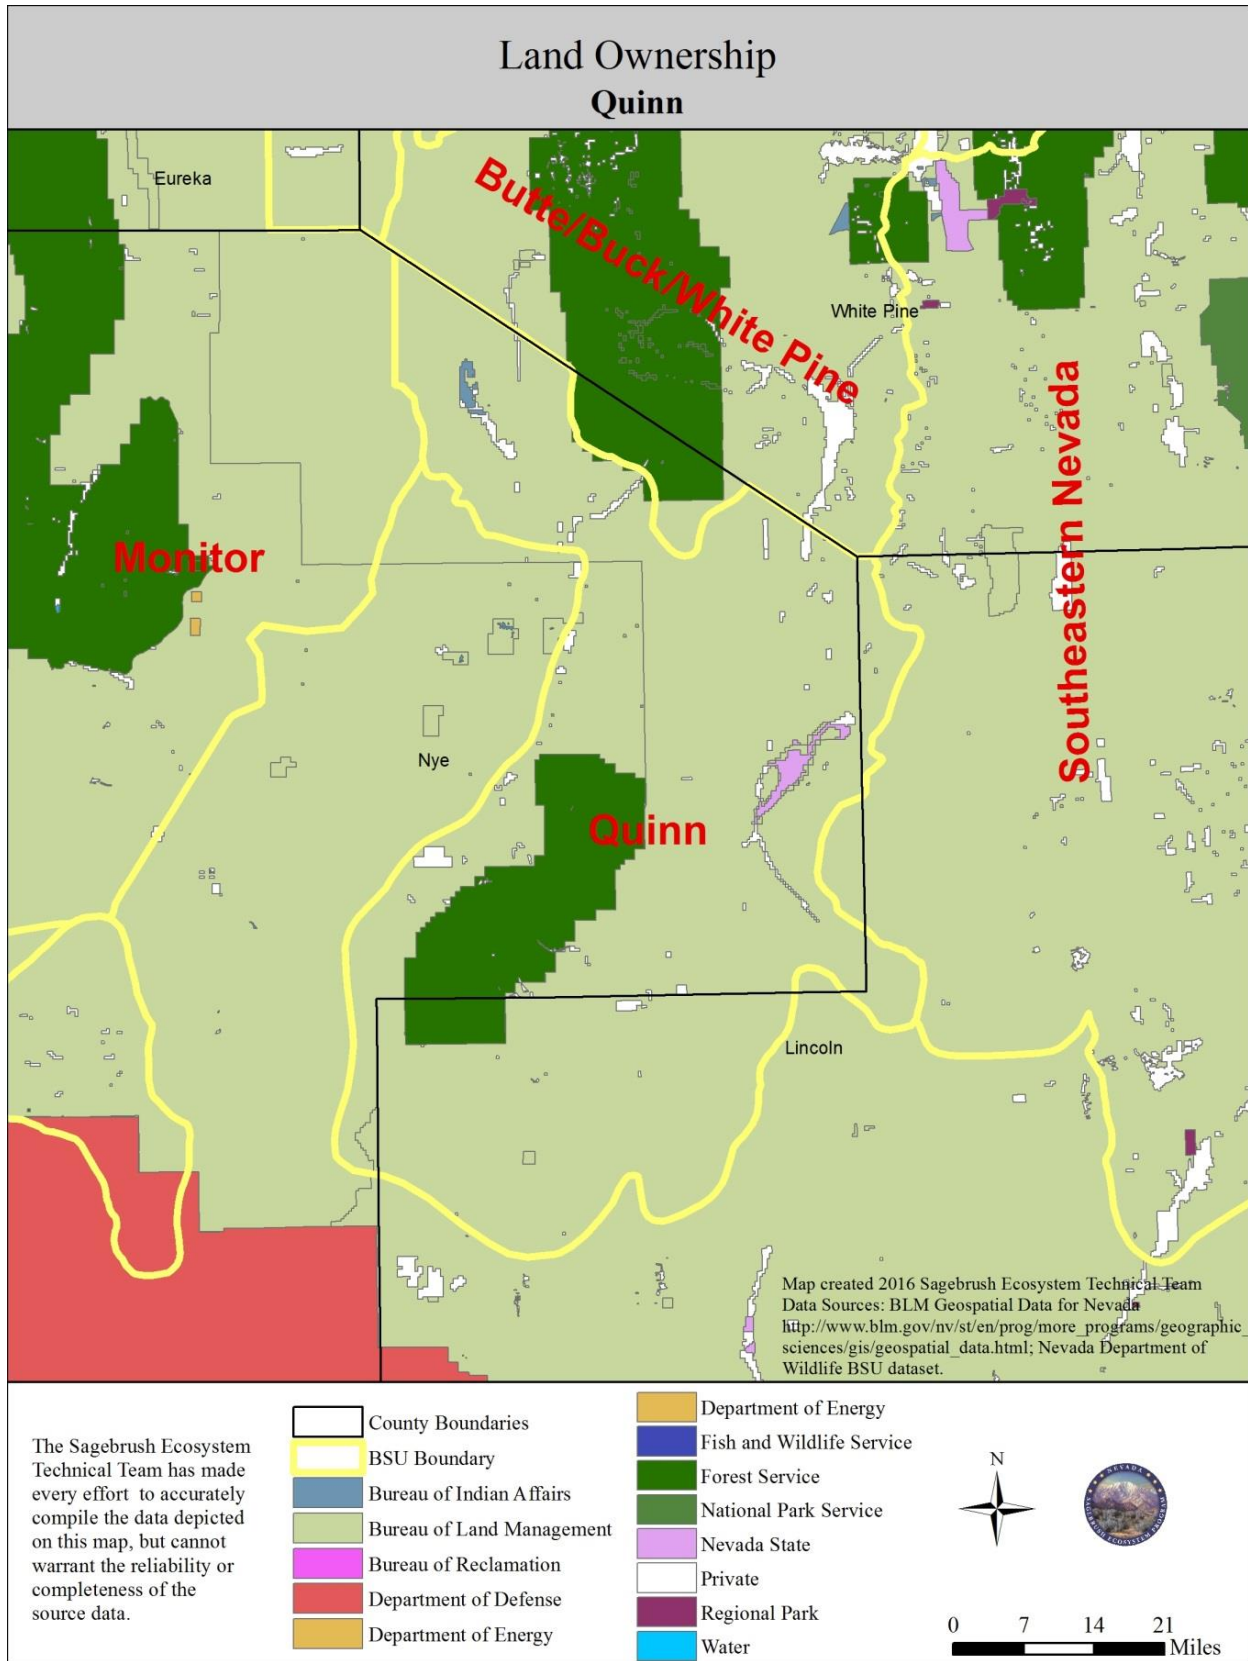 Land Ownership
Quinn
Eureka
Butte/Buck/White Pine
White Pine
Southeastern Nevada
Monitor
Nye
Quinn
Lincoln
Map created 2016 Sagebrush Ecosystem Technical Team
Data Sources: BLM Geospatial Data for Nevada
http://www.blm.gov/nv/st/en/prog/more_programs/geographic_
sciences/gis/geospatial_data.html; Nevada Department of
Wildlife BSU dataset.
The Sagebrush Ecosystem
Technical Team has made
every effort to accurately
compile the data depicted
on this map, but cannot
warrant the reliability or
completeness of the
source data.
County Boundaries
BSU Boundary
Bureau of Indian Affairs
Bureau of Land Management
Bureau of Reclamation
Department of Defense
Department of Energy
Department of Energy
Fish and Wildlife Service
Forest Service
National Park Service
Nevada State
Private
Regional Park
Water
N
NEVADA
SAGEBRUSH ECOSYSTEM PROGRAM
0 7 14 21
Miles